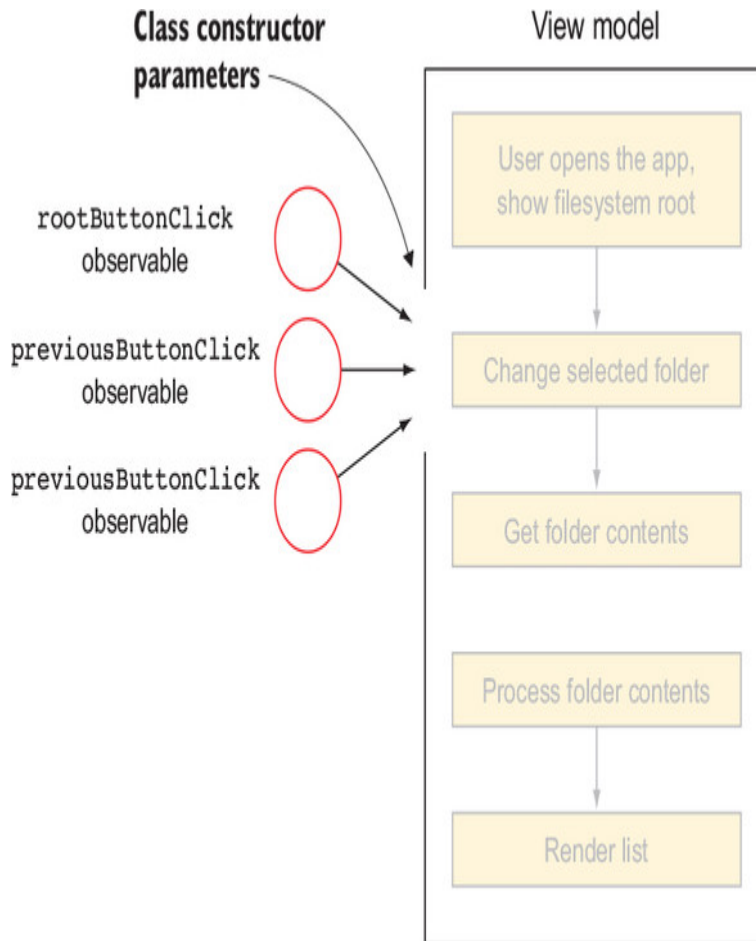 Class constructor
parameters
View model
User opens the app,
show filesystem root
rootButtonClick
observable
previousButtonClick
observable
Change selected folder
previousButtonClick
observable
Get folder contents
Process folder contents
Render list